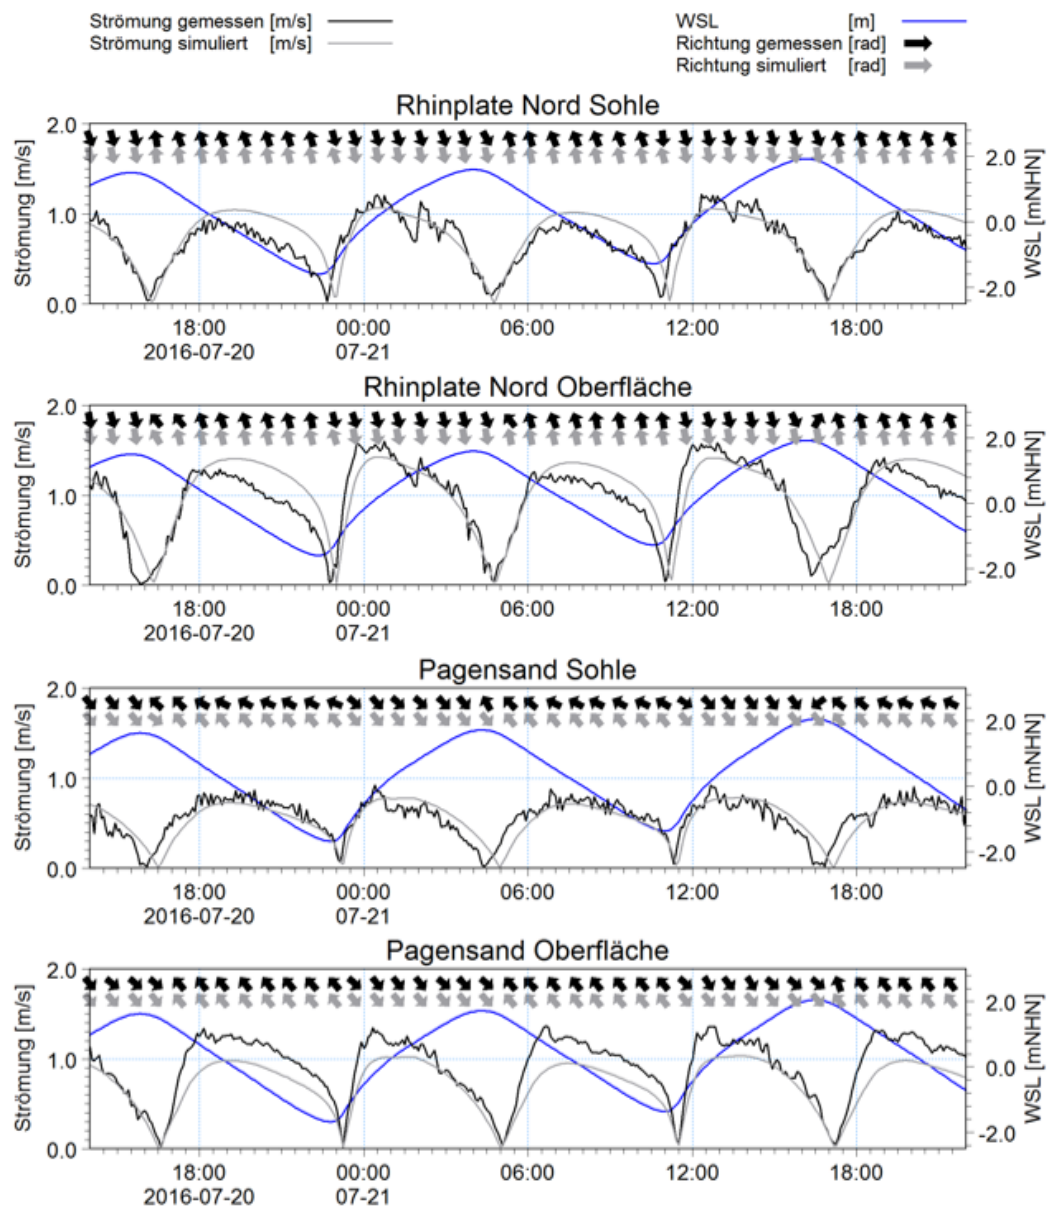 Strömung gemessen [m/s]
Strömung simuliert [m/s]
WSL [m]
Richtung gemessen [rad]
Richtung simuliert [rad]
Rhinplate Nord Sohle
2.0
1.0
0.0
Strömung [m/s]
2.0
0.0
-2.0
WSL [mNHN]
18:00 00:00 06:00 12:00 18:00
2016-07-20 07-21
Rhinplate Nord Oberfläche
2.0
1.0
0.0
Strömung [m/s]
2.0
0.0
-2.0
WSL [mNHN]
18:00 00:00 06:00 12:00 18:00
2016-07-20 07-21
Pagensand Sohle
2.0
1.0
0.0
Strömung [m/s]
2.0
0.0
-2.0
WSL [mNHN]
18:00 00:00 06:00 12:00 18:00
2016-07-20 07-21
Pagensand Oberfläche
2.0
1.0
0.0
Strömung [m/s]
2.0
0.0
-2.0
WSL [mNHN]
18:00 00:00 06:00 12:00 18:00
2016-07-20 07-21